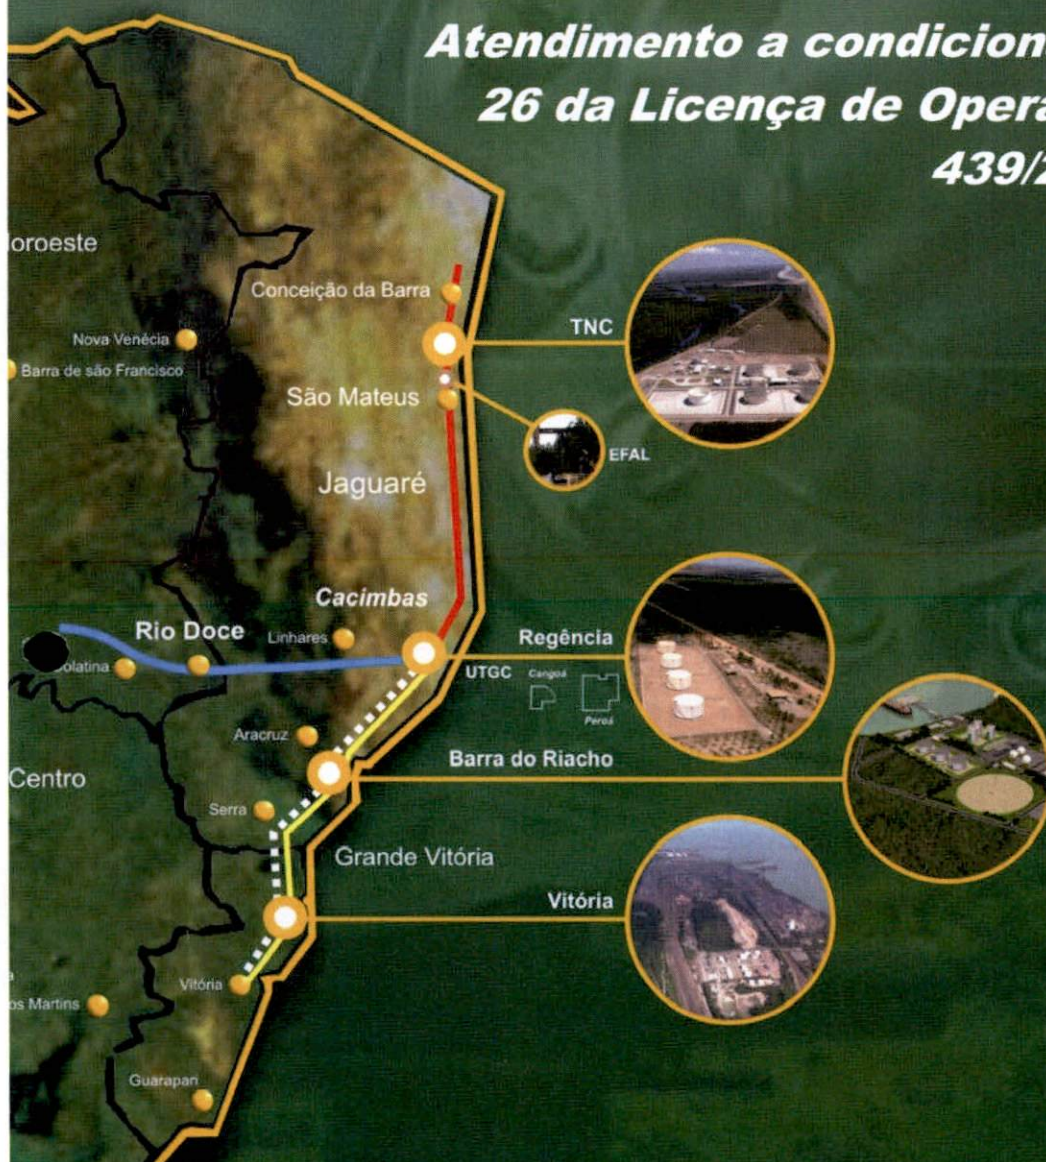 Atendimento a condicion
26 da Licença de Opera
439/2
oroeste
Conceição da Barra
TNC
Nova Venécia
Barra de são Francisco
São Mateus
EFAL
Jaguaré
Cacimbas
Rio Doce
Linhares
Regência
olatina
UTGC
Cangoá
Peroá
Aracruz
Barra do Riacho
Centro
Serra
Grande Vitória
Vitória
Vitória
os Martins
Guarapari